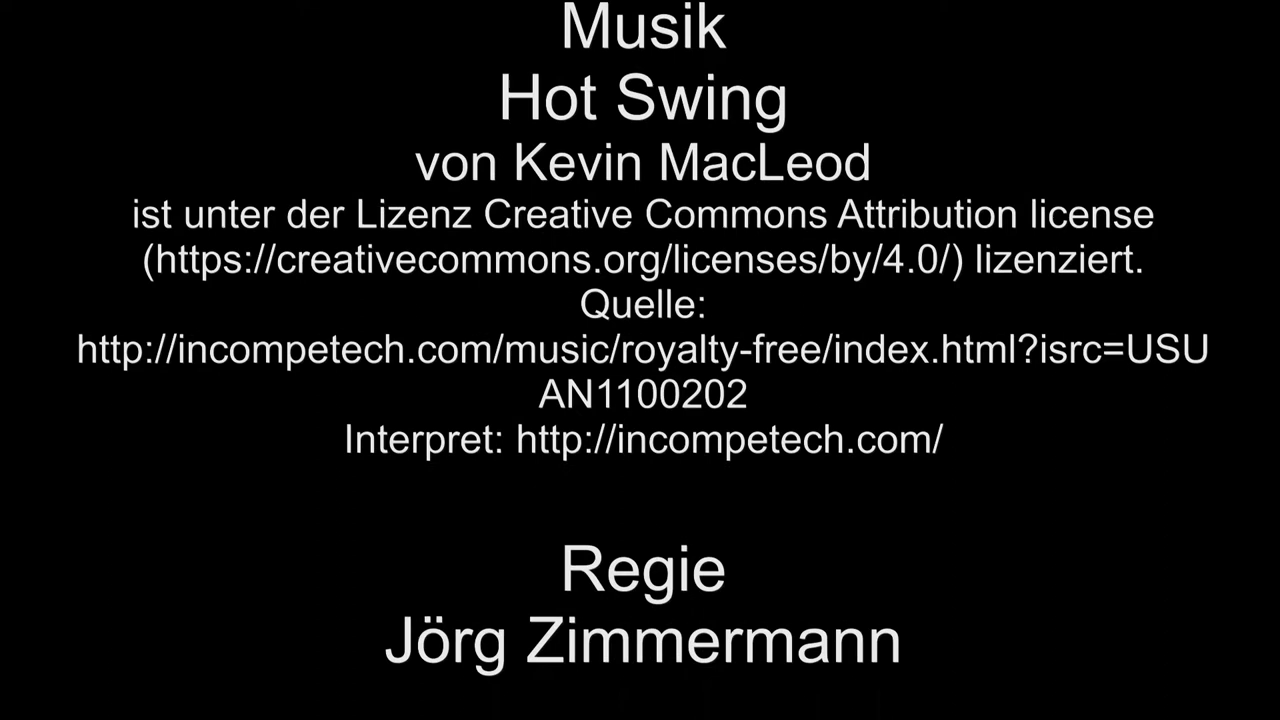 Musik
Hot Swing
von Kevin MacLeod
ist unter der Lizenz Creative Commons Attribution license
(https://creativecommons.org/licenses/by/4.0/) lizenziert.
Quelle:
http://incompetech.com/music/royalty-free/index.html?isrc=USU
AN1100202
Interpret: http://incompetech.com/
Regie
Jörg Zimmermann